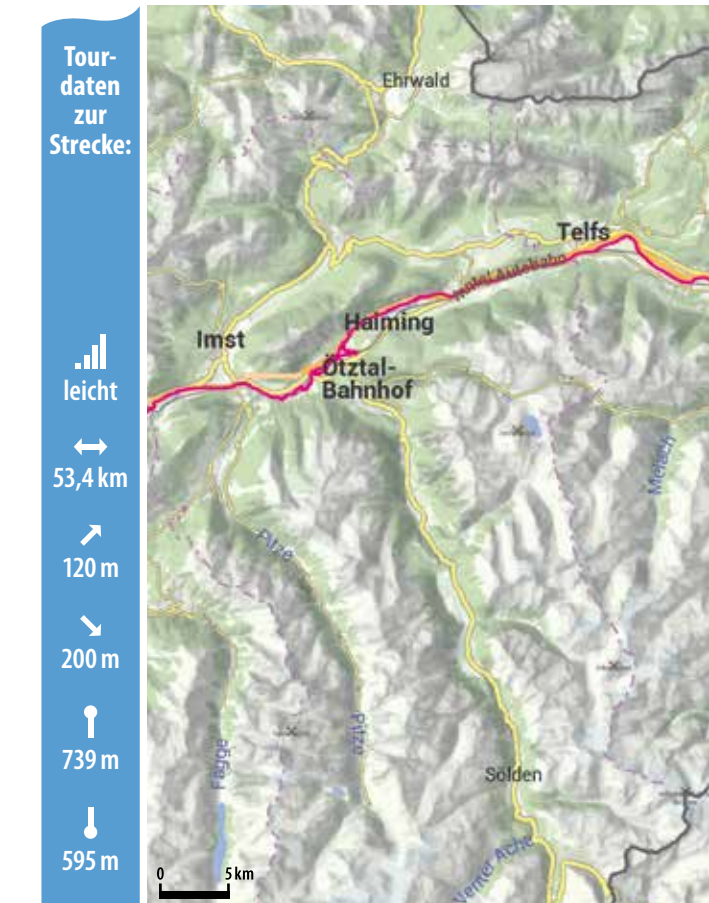 Tour-
daten
zur
Strecke:
leicht
53,4 km
120 m
200 m
739 m
595 m
Ehrwald
Telfs
Inntal Autobahn
Haiming
Imst
Ötztal-
Bahnhof
Melach
Pitze
Pitze
Fagge
Sölden
Venter Ache
0 5 km